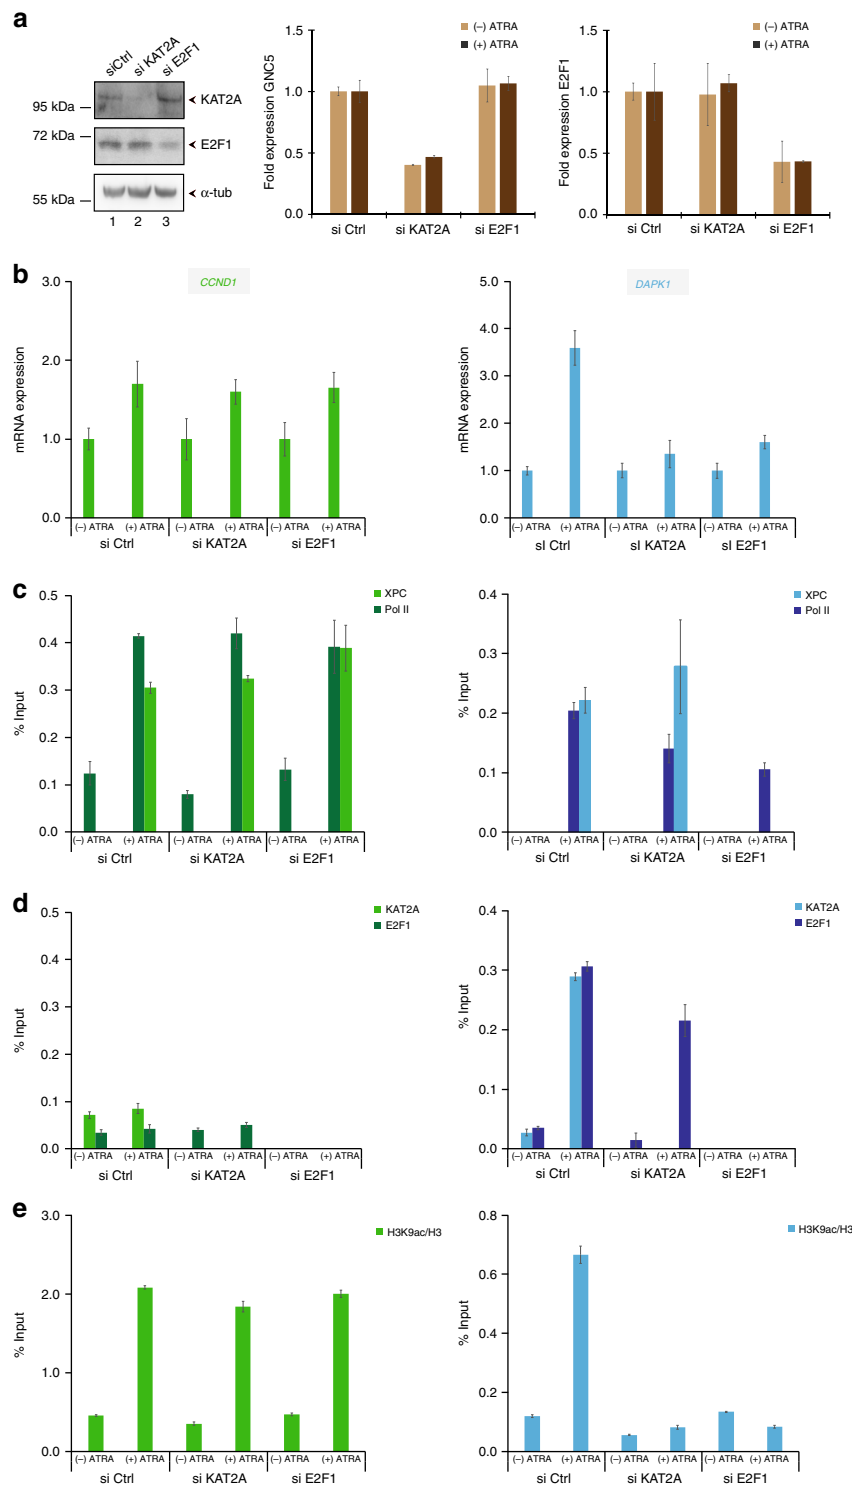 a
siCtrl
si KAT2A
si E2F1
95 kDa
KAT2A
72 kDa
E2F1
55 kDa
α-tub
1 2 3
Fold expression GNC5
1.5
1.0
0.5
0.0
(–) ATRA
(+) ATRA
si Ctrl si KAT2A si E2F1
Fold expression E2F1
1.5
1.0
0.5
0.0
(–) ATRA
(+) ATRA
si Ctrl si KAT2A si E2F1
b
CCND1
mRNA expression
3.0
2.0
1.0
0.0
(–) ATRA (+) ATRA (–) ATRA (+) ATRA (–) ATRA (+) ATRA
si Ctrl si KAT2A si E2F1
DAPK1
mRNA expression
5.0
4.0
3.0
2.0
1.0
0.0
(–) ATRA (+) ATRA (–) ATRA (+) ATRA (–) ATRA (+) ATRA
sI Ctrl sI KAT2A sI E2F1
c
XPC
Pol II
% Input
0.5
0.4
0.3
0.2
0.1
0.0
(–) ATRA (+) ATRA (–) ATRA (+) ATRA (–) ATRA (+) ATRA
si Ctrl si KAT2A si E2F1
XPC
Pol II
% Input
0.4
0.3
0.2
0.1
0.0
(–) ATRA (+) ATRA (–) ATRA (+) ATRA (–) ATRA (+) ATRA
si Ctrl si KAT2A si E2F1
d
KAT2A
E2F1
% Input
0.5
0.4
0.3
0.2
0.1
0.0
(–) ATRA (+) ATRA (–) ATRA (+) ATRA (–) ATRA (+) ATRA
si Ctrl si KAT2A si E2F1
KAT2A
E2F1
% Input
0.4
0.3
0.2
0.1
0.0
(–) ATRA (+) ATRA (–) ATRA (+) ATRA (–) ATRA (+) ATRA
si Ctrl si KAT2A si E2F1
e
H3K9ac/H3
% Input
3.0
2.0
1.0
0.0
(–) ATRA (+) ATRA (–) ATRA (+) ATRA (–) ATRA (+) ATRA
si Ctrl si KAT2A si E2F1
H3K9ac/H3
% Input
0.8
0.6
0.4
0.2
0.0
(–) ATRA (+) ATRA (–) ATRA (+) ATRA (–) ATRA (+) ATRA
si Ctrl si KAT2A si E2F1